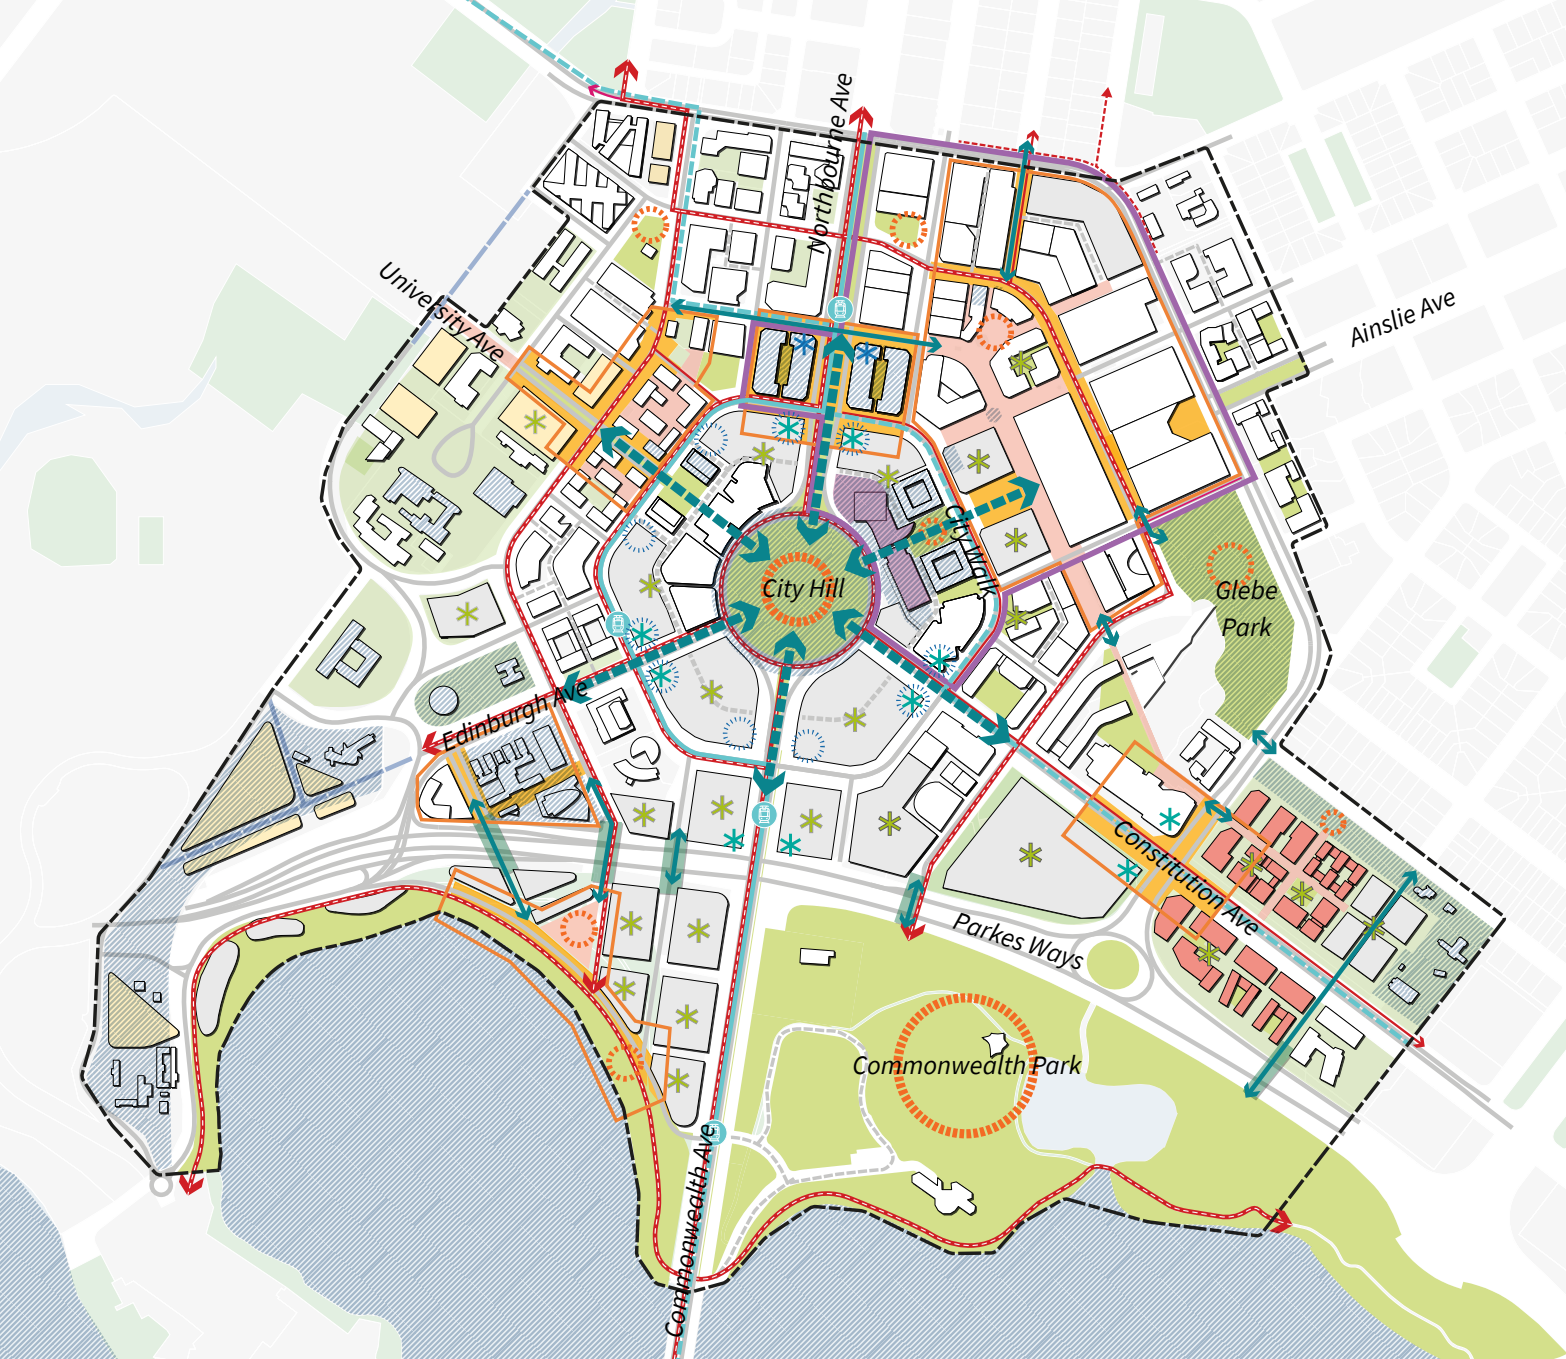 Northbourne Ave
University Ave
Ainslie Ave
City Walk
City Hill
Glebe
Park
Edinburgh Ave
Constitution Ave
Parkes Ways
Commonwealth Park
Commonwealth Ave